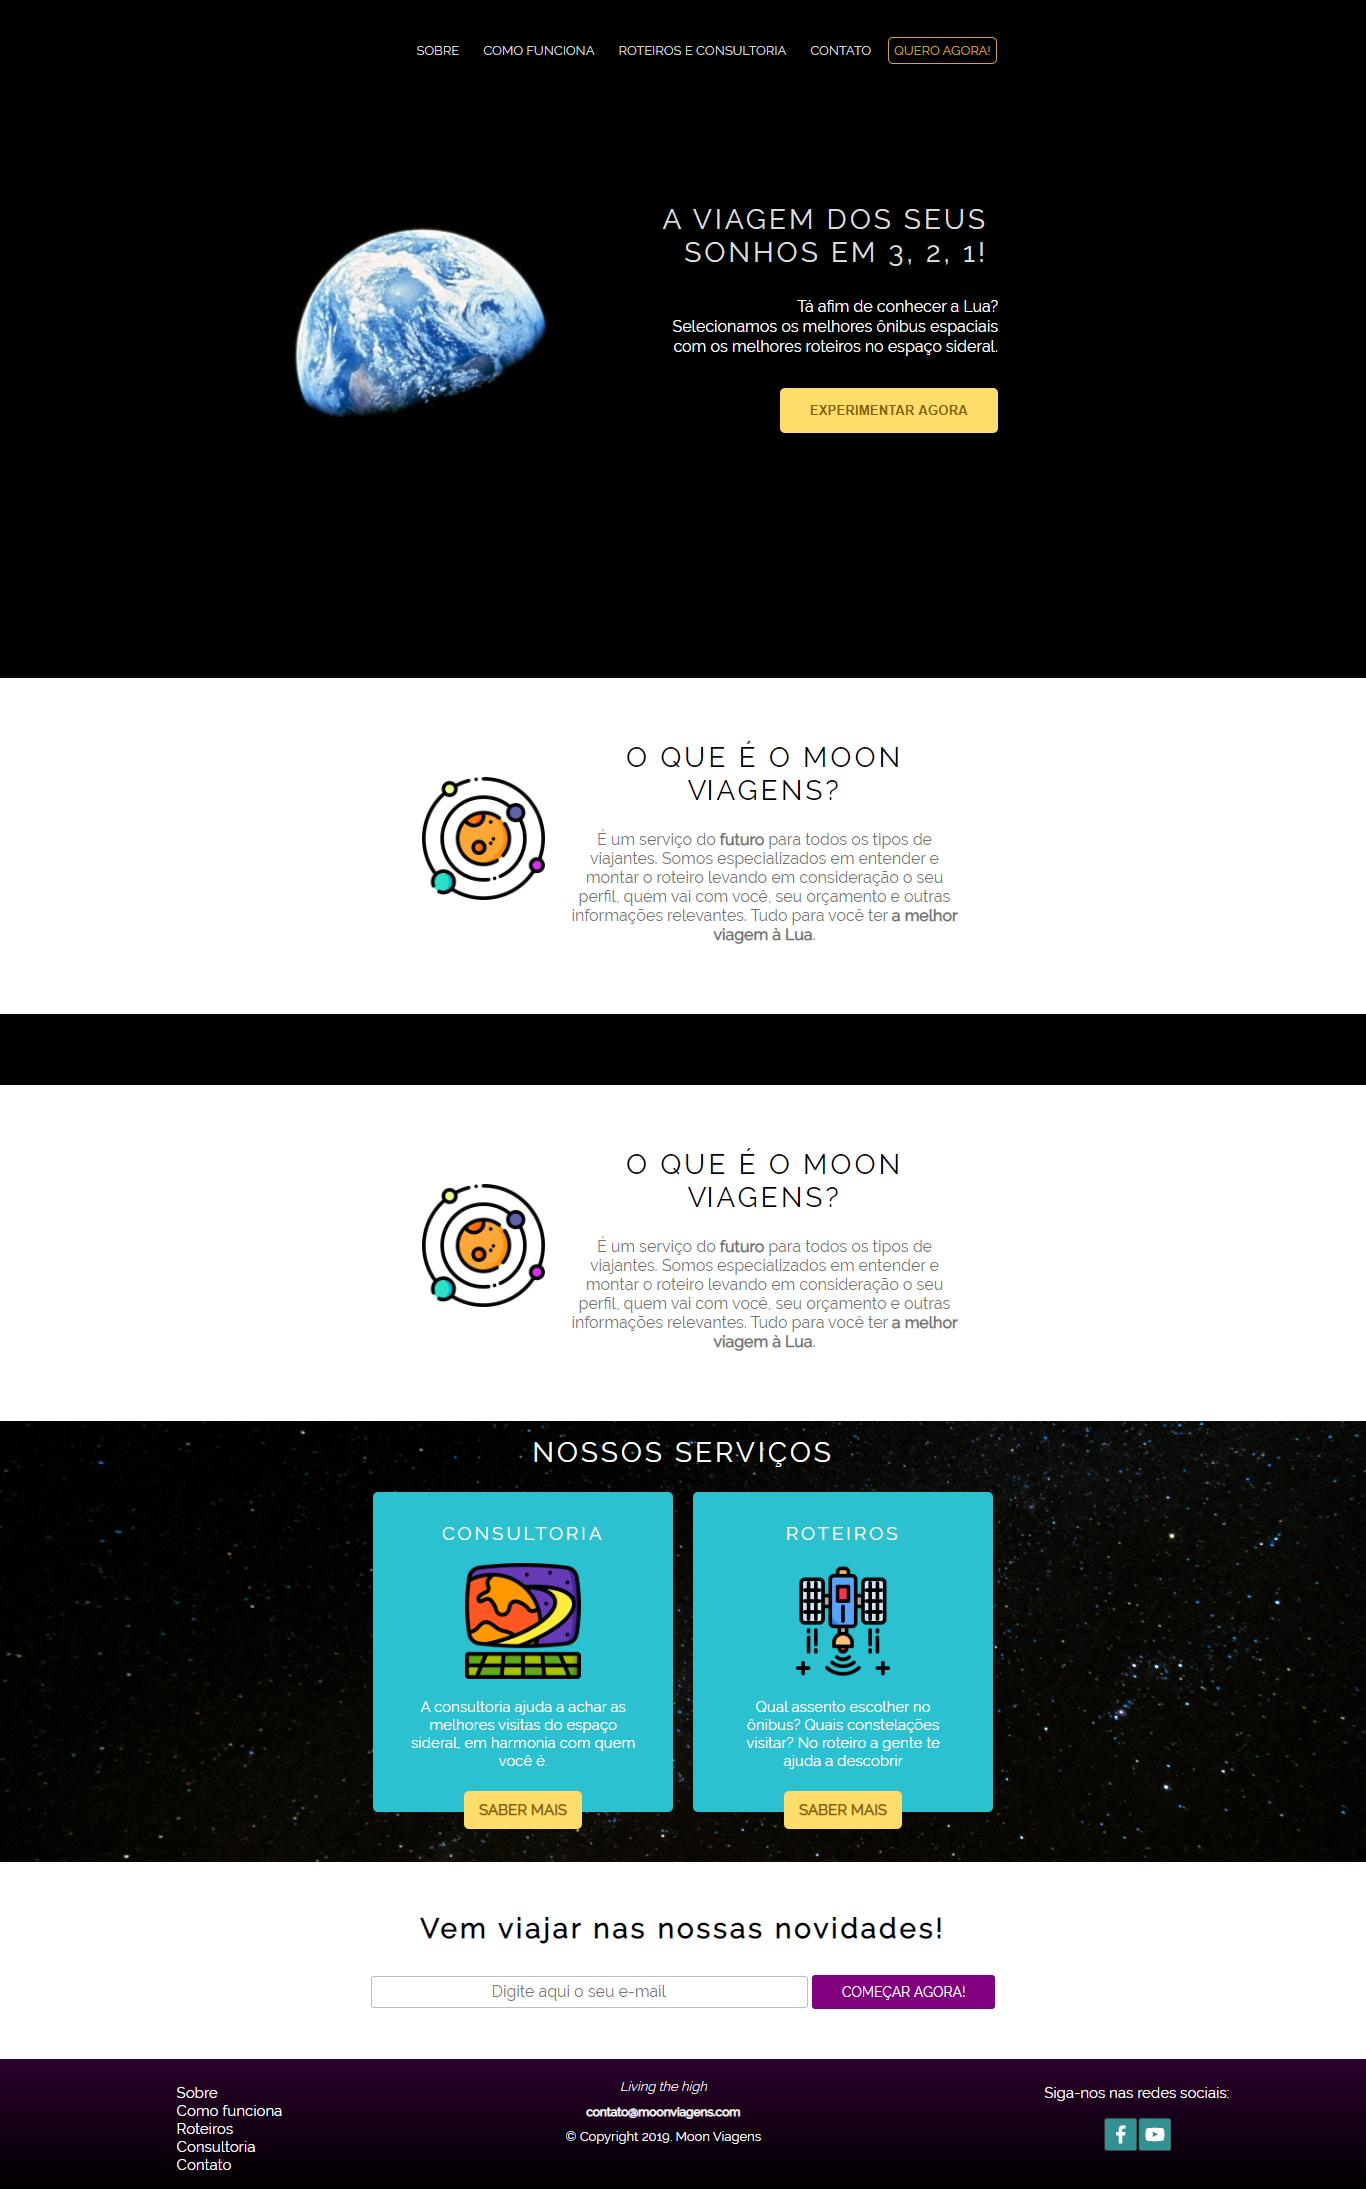 SOBRE COMO FUNCIONA ROTEIROS E CONSULTORIA CONTATO QUERO AGORA!
A VIAGEM DOS SEUS
SONHOS EM 3, 2, 1!
Tá afim de conhecer a Lua?
Selecionamos os melhores ônibus espaciais
com os melhores roteiros no espaço sideral.
EXPERIMENTAR AGORA
O QUE É O MOON
VIAGENS?
É um serviço do futuro para todos os tipos de
viajantes. Somos especializados em entender e
montar o roteiro levando em consideração o seu
perfil, quem vai com você, seu orçamento e outras
informações relevantes. Tudo para você ter a melhor
viagem à Lua.
O QUE É O MOON
VIAGENS?
É um serviço do futuro para todos os tipos de
viajantes. Somos especializados em entender e
montar o roteiro levando em consideração o seu
perfil, quem vai com você, seu orçamento e outras
informações relevantes. Tudo para você ter a melhor
viagem à Lua.
NOSSOS SERVIÇOS
CONSULTORIA
A consultoria ajuda a achar as
melhores visitas do espaço
sideral, em harmonia com quem
você é.
SABER MAIS
ROTEIROS
Qual assento escolher no
ônibus? Quais constelações
visitar? No roteiro a gente te
ajuda a descobrir
SABER MAIS
Vem viajar nas nossas novidades!
Digite aqui o seu e-mail
COMEÇAR AGORA!
Sobre
Como funciona
Roteiros
Consultoria
Contato
Living the high
contato@moonviagens.com
© Copyright 2019. Moon Viagens
Siga-nos nas redes sociais: